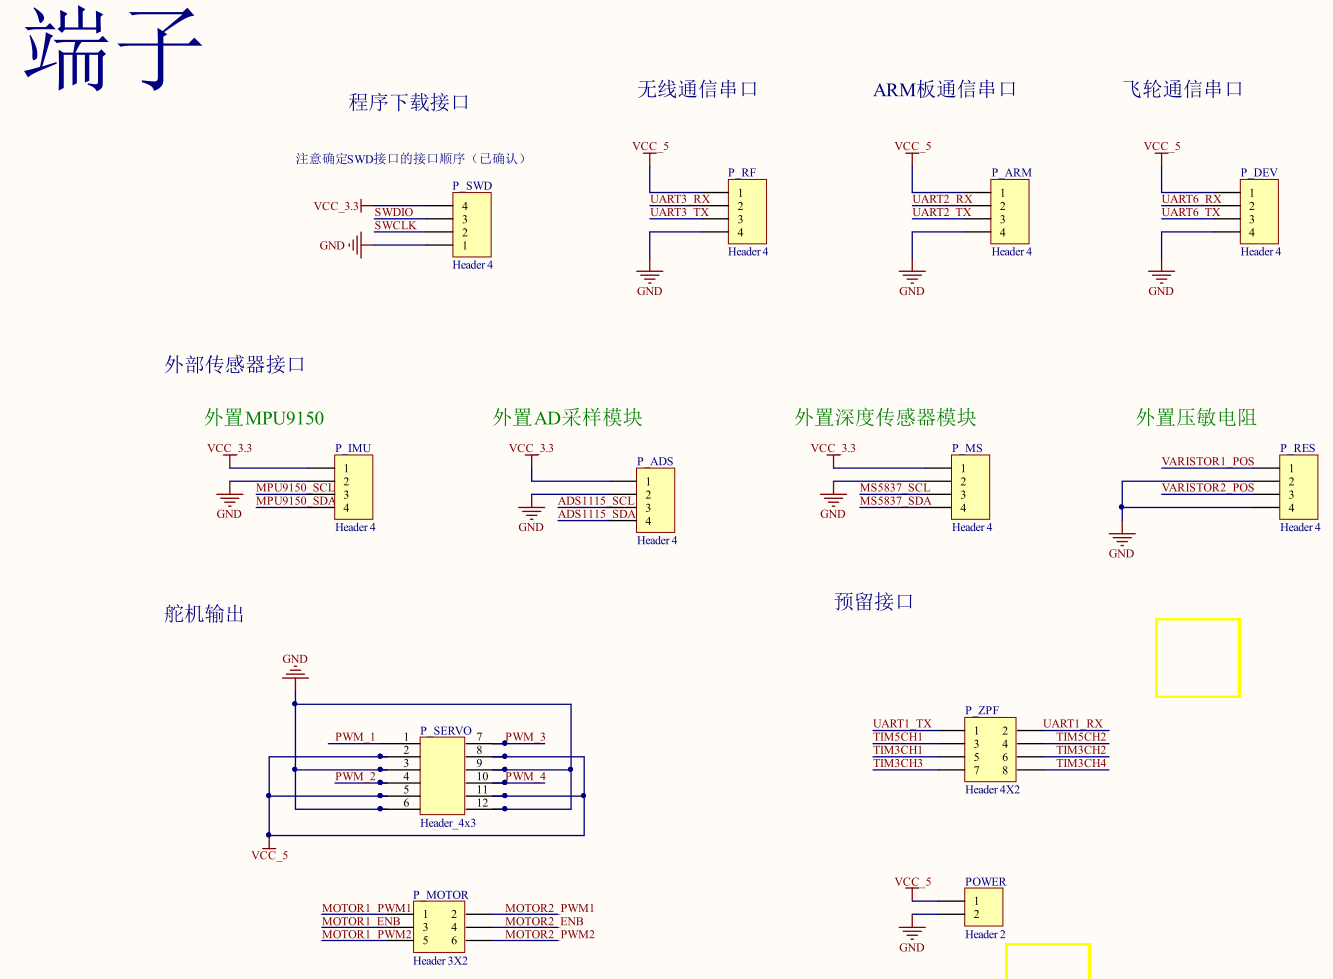 端子
程序下载接口
注意确定SWD接口的接口顺序（已确认）
P_SWD
VCC_3.3
SWDIO
SWCLK
GND
4
3
2
1
Header 4
无线通信串口
VCC_5
P_RF
UART3_RX
UART3_TX
1
2
3
4
Header 4
GND
ARM板通信串口
VCC_5
P_ARM
UART2_RX
UART2_TX
1
2
3
4
Header 4
GND
飞轮通信串口
VCC_5
P_DEV
UART6_RX
UART6_TX
1
2
3
4
Header 4
GND
外部传感器接口
外置MPU9150
VCC_3.3
P_IMU
MPU9150_SCL
MPU9150_SDA
GND
1
2
3
4
Header 4
外置AD采样模块
VCC_3.3
P_ADS
ADS1115_SCL
ADS1115_SDA
GND
1
2
3
4
Header 4
外置深度传感器模块
VCC_3.3
P_MS
MS5837_SCL
MS5837_SDA
GND
1
2
3
4
Header 4
外置压敏电阻
P_RES
VARISTOR1_POS
VARISTOR2_POS
1
2
3
4
Header 4
GND
舵机输出
GND
P_SERVO
PWM_1 1 7 PWM_3
2 8
3 9
PWM_2 4 10 PWM_4
5 11
6 12
Header_4x3
VCC_5
P_MOTOR
MOTOR1_PWM1 1 2 MOTOR2_PWM1
MOTOR1_ENB 3 4 MOTOR2_ENB
MOTOR1_PWM2 5 6 MOTOR2_PWM2
Header 3X2
预留接口
P_ZPF
UART1_TX 1 2 UART1_RX
TIM5CH1 3 4 TIM5CH2
TIM3CH1 5 6 TIM3CH2
TIM3CH3 7 8 TIM3CH4
Header 4X2
VCC_5
POWER
1
2
GND
Header 2